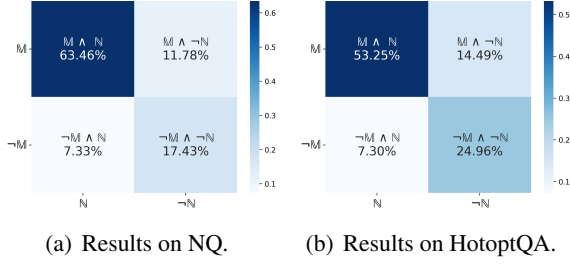 𝕄
𝕄 ∧ ℕ
63.46%
𝕄 ∧ ¬ℕ
11.78%
¬𝕄
¬𝕄 ∧ ℕ
7.33%
¬𝕄 ∧ ¬ℕ
17.43%
ℕ
¬ℕ
0.6
0.5
0.4
0.3
0.2
0.1
(a) Results on NQ.
𝕄
𝕄 ∧ ℕ
53.25%
𝕄 ∧ ¬ℕ
14.49%
¬𝕄
¬𝕄 ∧ ℕ
7.30%
¬𝕄 ∧ ¬ℕ
24.96%
ℕ
¬ℕ
0.5
0.4
0.3
0.2
0.1
(b) Results on HotoptQA.